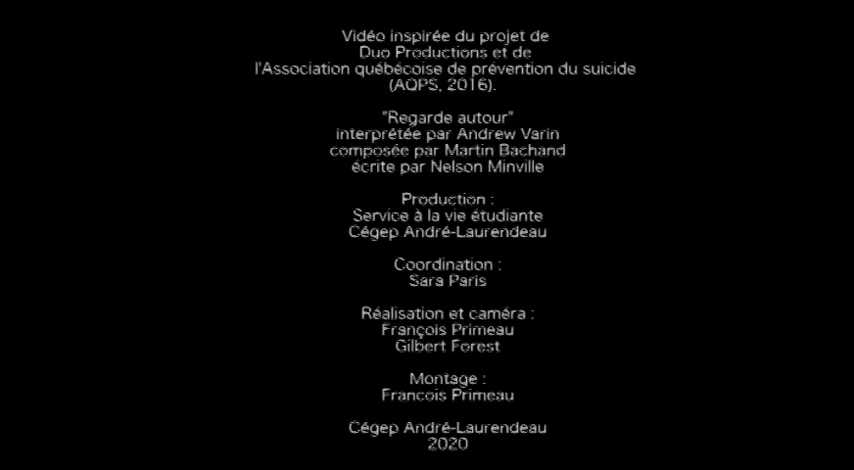 Vidéo inspirée du projet de
Duo Productions et de
l'Association québécoise de prévention du suicide
(AQPS, 2016).
"Regarde autour"
interprétée par Andrew Varin
composée par Martin Bachand
écrite par Nelson Minville
Production :
Service à la vie étudiante
Cégep André-Laurendeau
Coordination :
Sara Paris
Réalisation et caméra :
François Primeau
Gilbert Forest
Montage :
Francois Primeau
Cégep André-Laurendeau
2020